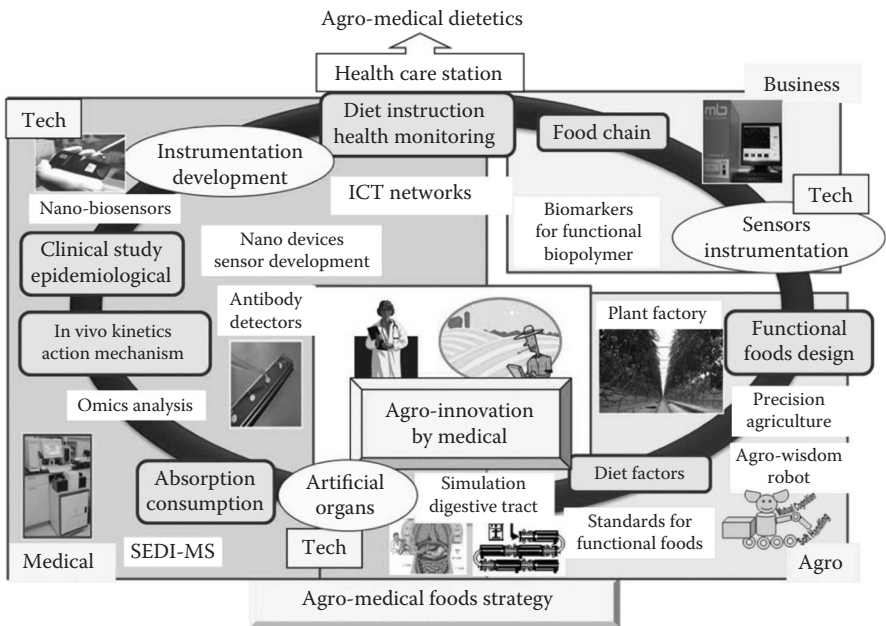 Agro-medical dietetics
Health care station
Business
Tech
Diet instruction
health monitoring
Food chain
Instrumentation
development
ICT networks
Tech
Nano-biosensors
Biomarkers
for functional
biopolymer
Sensors
instrumentation
Clinical study
epidemiological
Nano devices
sensor development
Antibody
detectors
Plant factory
In vivo kinetics
action mechanism
Functional
foods design
Omics analysis
Agro-innovation
by medical
Precision
agriculture
Absorption
consumption
Artificial
organs
Simulation
digestive tract
Diet factors
Agro-wisdom
robot
Mutual Cognition
Soft Handling
Standards for
functional foods
Medical
SEDI-MS
Tech
Agro
Agro-medical foods strategy